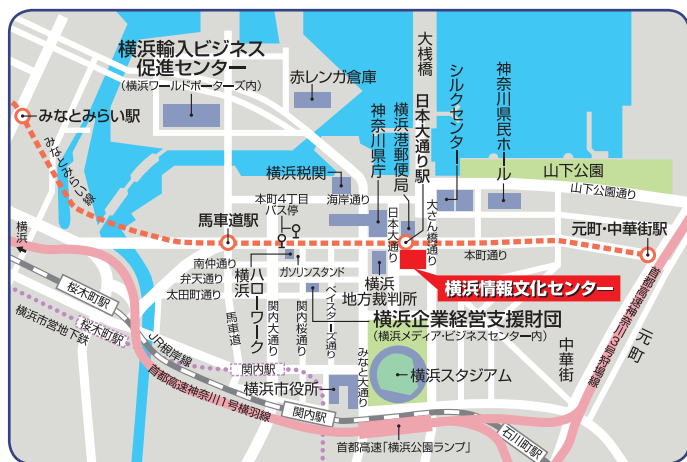 横浜輸入ビジネス
促進センター
(横浜ワールドポーターズ内)
赤レンガ倉庫
大桟橋
シルクセンター
神奈川県民ホール
日本大通り駅
横浜港郵便局
神奈川県庁
みなとみらい駅
みなとみらい線
山下公園
山下公園通り
横浜税関
本町4丁目
バス停
海岸通り
日本大通り
大さん橋通り
馬車道駅
元町・中華街駅
横浜
南仲通り
弁天通り
太田町通り
ハローワーク
横浜
ガソリンスタンド
横浜
地方裁判所
本町通り
横浜情報文化センター
桜木町駅
桜木町駅
横浜市営地下鉄
馬車道
関内大通り
関内桜通り
ベイスターズ通り
横浜企業経営支援財団
(横浜メディア・ビジネスセンター内)
みなと大通り
中華街
元町
首都高速神奈川3号狩場線
JR根岸線
関内駅
横浜市役所
横浜スタジアム
首都高速神奈川1号横羽線
関内駅
首都高速「横浜公園ランプ」
石川町駅